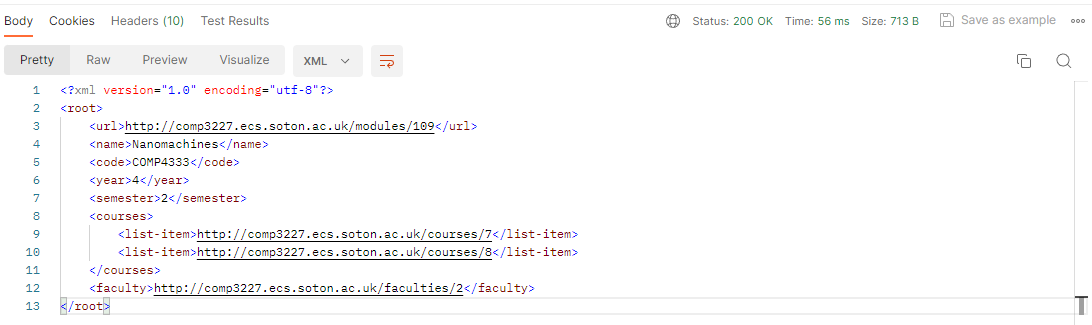 Body Cookies Headers (10) Test Results Status: 200 OK Time: 56 ms Size: 713 B Save as example
Pretty Raw Preview Visualize XML
1 <?xml version="1.0" encoding="utf-8"?>
2 <root>
3 <url>http://comp3227.ecs.soton.ac.uk/modules/109</url>
4 <name>Nanomachines</name>
5 <code>COMP4333</code>
6 <year>4</year>
7 <semester>2</semester>
8 <courses>
9 <list-item>http://comp3227.ecs.soton.ac.uk/courses/7</list-item>
10 <list-item>http://comp3227.ecs.soton.ac.uk/courses/8</list-item>
11 </courses>
12 <faculty>http://comp3227.ecs.soton.ac.uk/faculties/2</faculty>
13 </root>